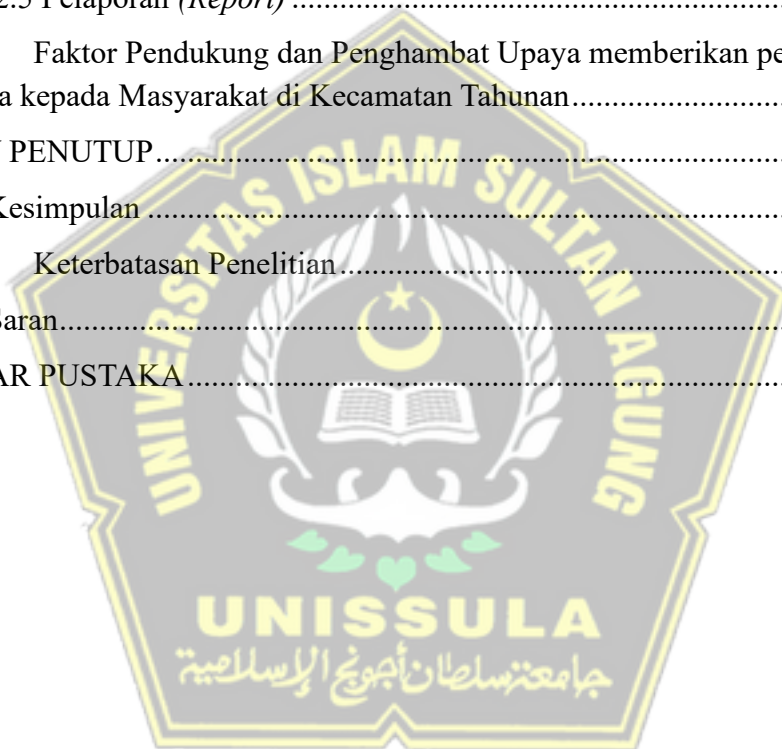 2.5 Pelaporan (Report) ........................................................
Faktor Pendukung dan Penghambat Upaya memberikan pe
a kepada Masyarakat di Kecamatan Tahunan..............................
PENUTUP.....................................................................................
Kesimpulan ..................................................................................
Keterbatasan Penelitian..........................................................
Saran.............................................................................................
AR PUSTAKA..............................................................................
UNIVERSITAS ISLAM SULTAN AGUNG
UNISSULA
جامعة سلطان أجونج الإسلامية